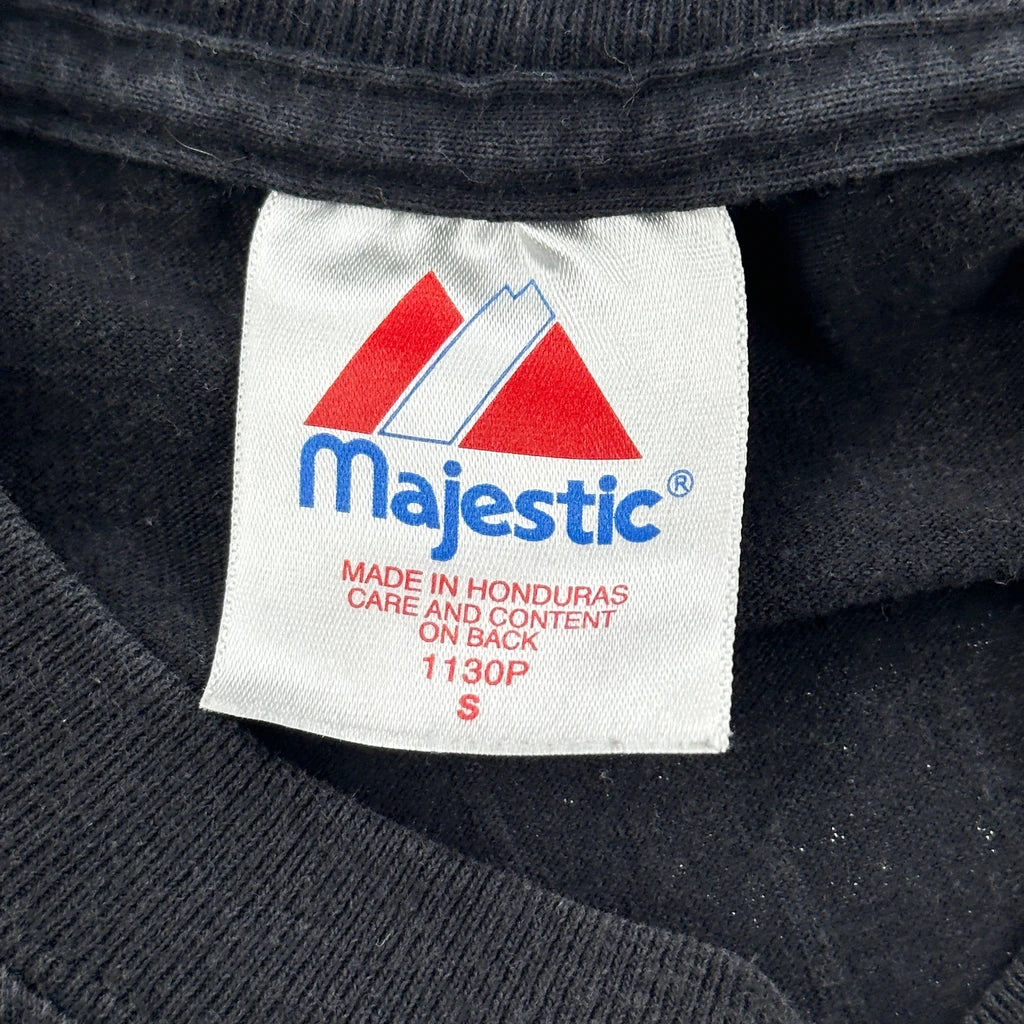 Majestic®
MADE IN HONDURAS
CARE AND CONTENT
ON BACK
1130P
S